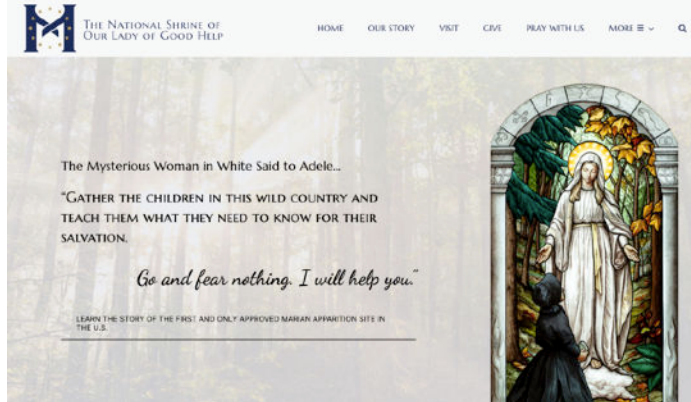 THE NATIONAL SHRINE OF
OUR LADY OF GOOD HELP
HOME OUR STORY VISIT GIVE PRAY WITH US MORE
The Mysterious Woman in White Said to Adele...
“GATHER THE CHILDREN IN THIS WILD COUNTRY AND
TEACH THEM WHAT THEY NEED TO KNOW FOR THEIR
SALVATION.
Go and fear nothing. I will help you.”
LEARN THE STORY OF THE FIRST AND ONLY APPROVED MARIAN APPARITION SITE IN
THE U.S.